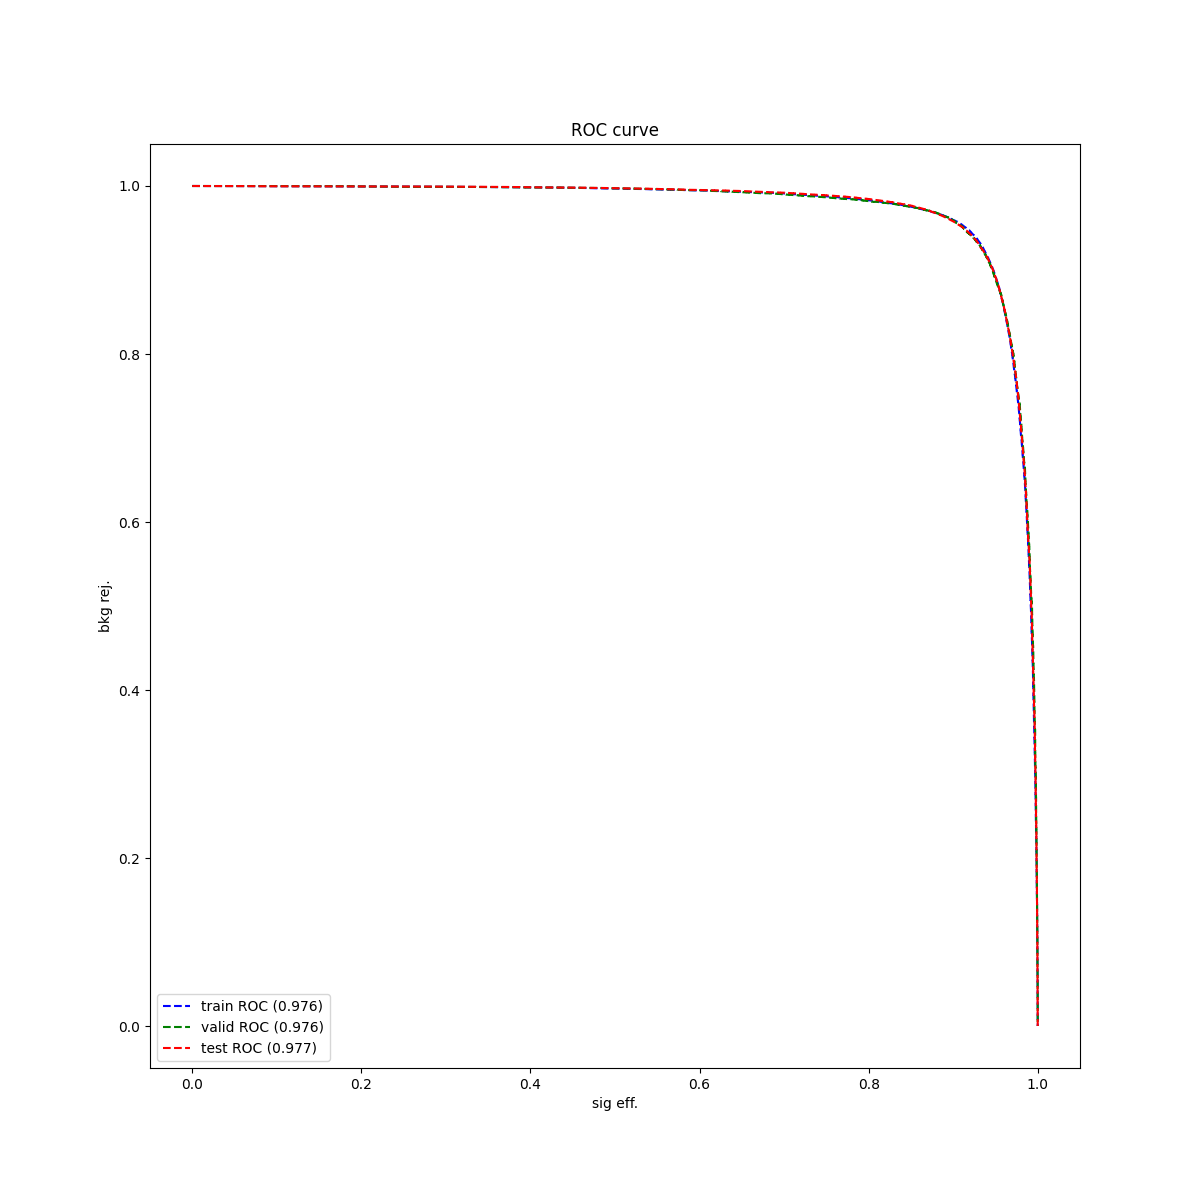 ROC curve
1.0
0.8
0.6
0.4
0.2
0.0
bkg rej.
train ROC (0.976)
valid ROC (0.976)
test ROC (0.977)
0.0 0.2 0.4 0.6 0.8 1.0
sig eff.